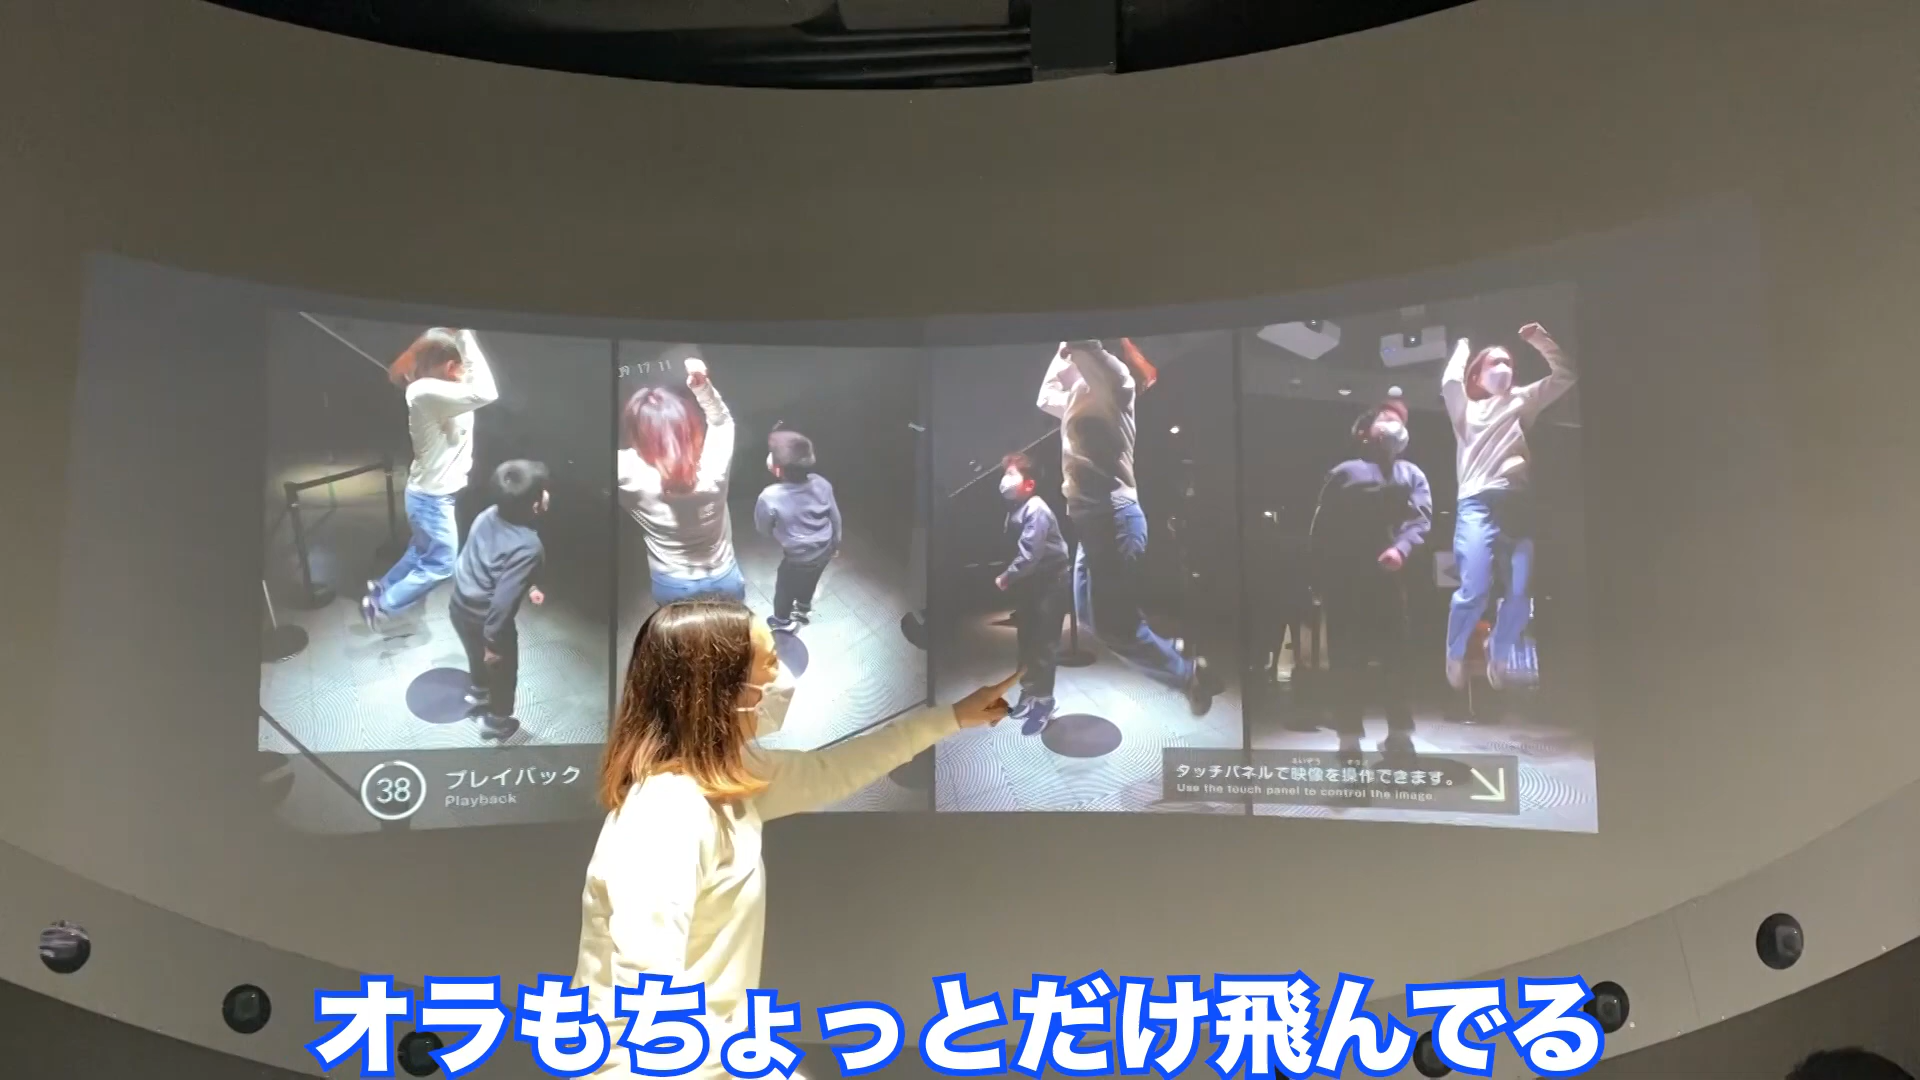 38
プレイバック
Playback
タッチパネルで映像を操作できます。
Use the touch panel to control the image.
オラもちょっとだけ飛んでる